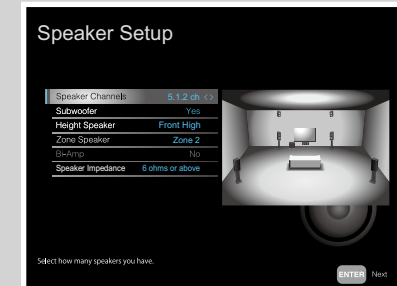 Speaker Setup
Speaker Channels 5.1.2 ch <>
Subwoofer Yes
Height Speaker Front High
Zone Speaker Zone 2
Bi-Amp No
Speaker Impedance 6 ohms or above
Select how many speakers you have.
ENTER Next